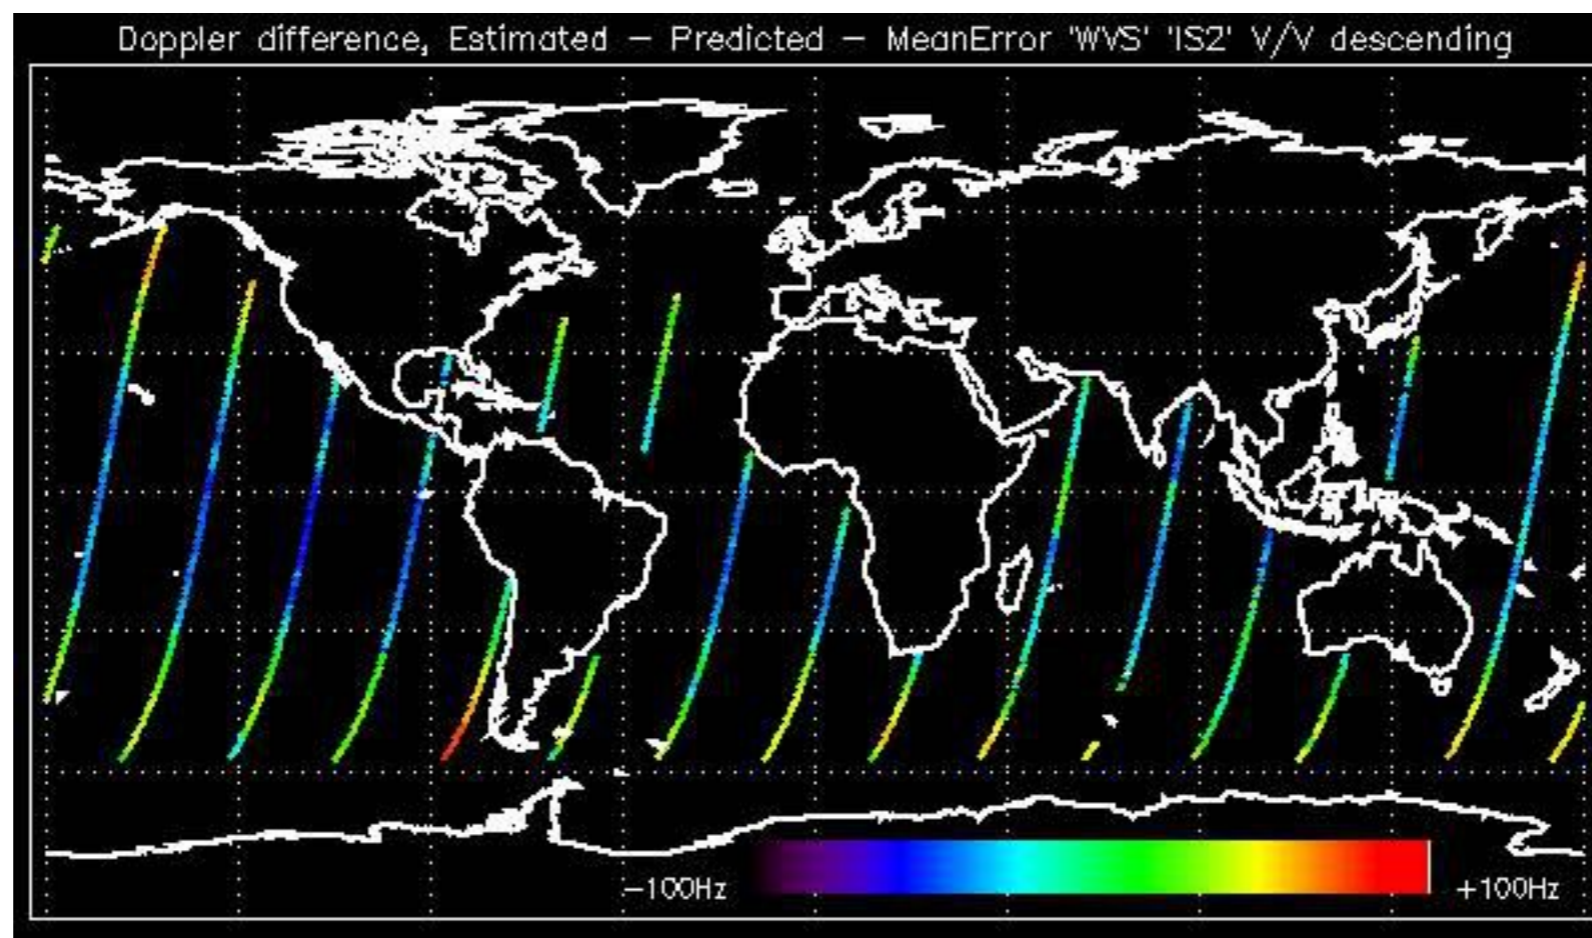 Doppler difference, Estimated – Predicted – MeanError 'WVS' 'IS2' V/V descending
–100Hz +100Hz